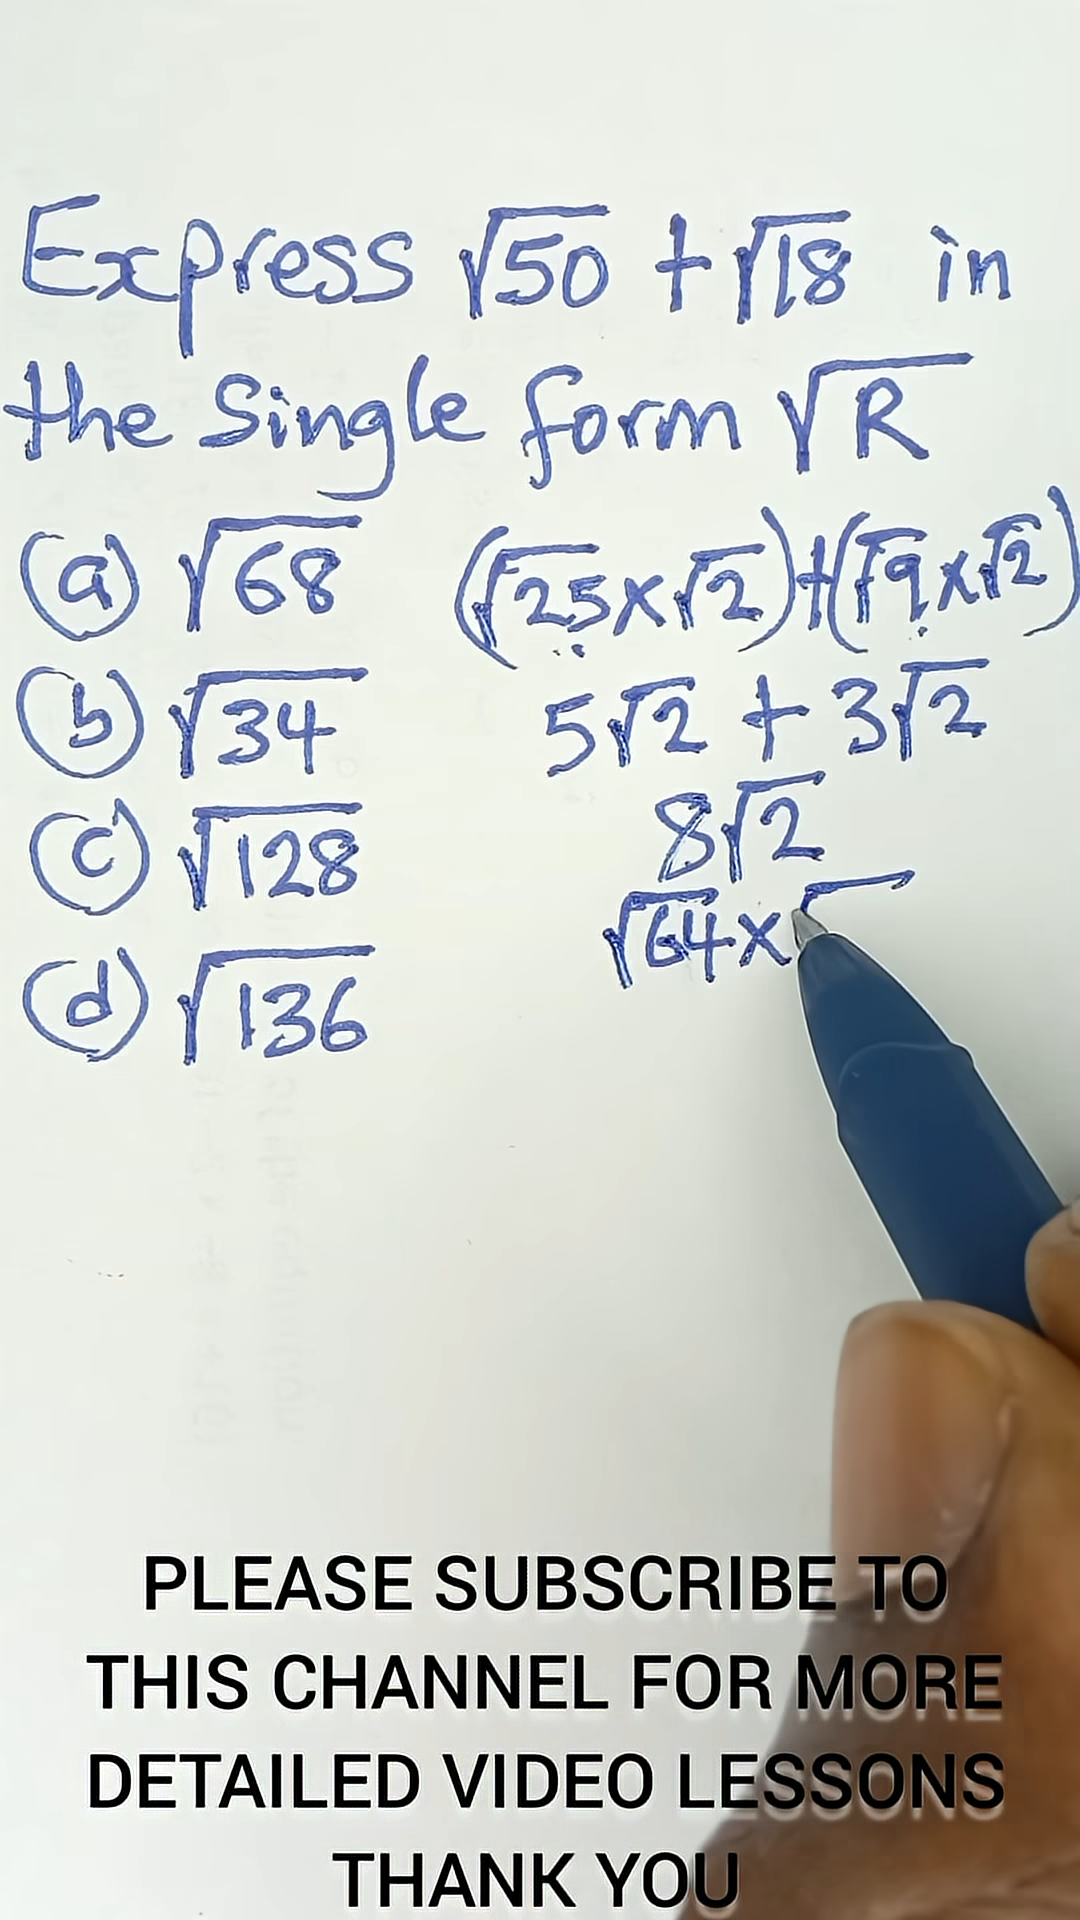 Express √50 + √18 in
the Single form √R
(a) √68
(b) √34
(c) √128
(d) √136
(√25 × √2) + (√9 × √2)
5√2 + 3√2
8√2
√64 × √
PLEASE SUBSCRIBE TO
THIS CHANNEL FOR MORE
DETAILED VIDEO LESSONS
THANK YOU